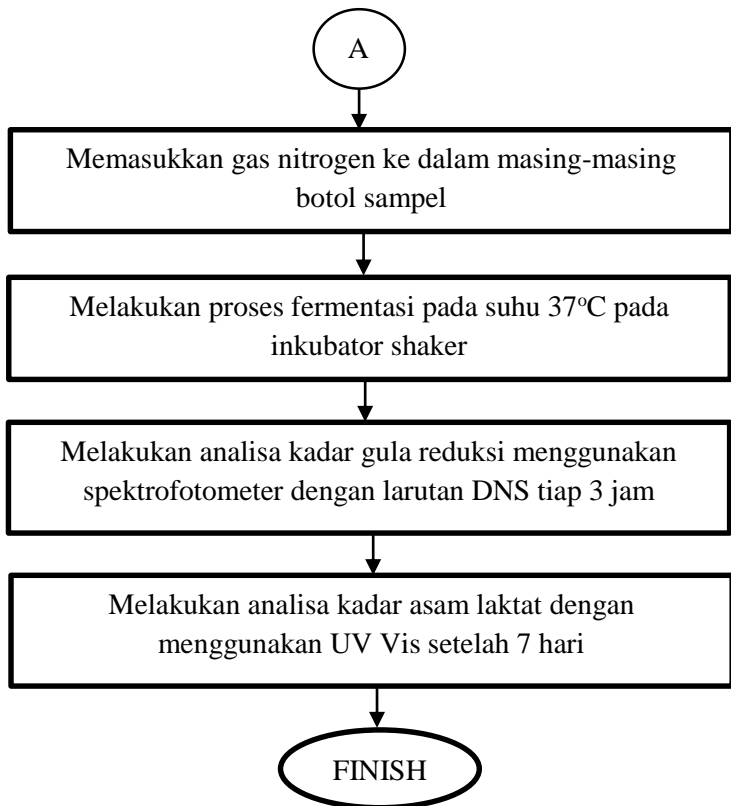 A
Memasukkan gas nitrogen ke dalam masing-masing
botol sampel
Melakukan proses fermentasi pada suhu 37°C pada
inkubator shaker
Melakukan analisa kadar gula reduksi menggunakan
spektrofotometer dengan larutan DNS tiap 3 jam
Melakukan analisa kadar asam laktat dengan
menggunakan UV Vis setelah 7 hari
FINISH